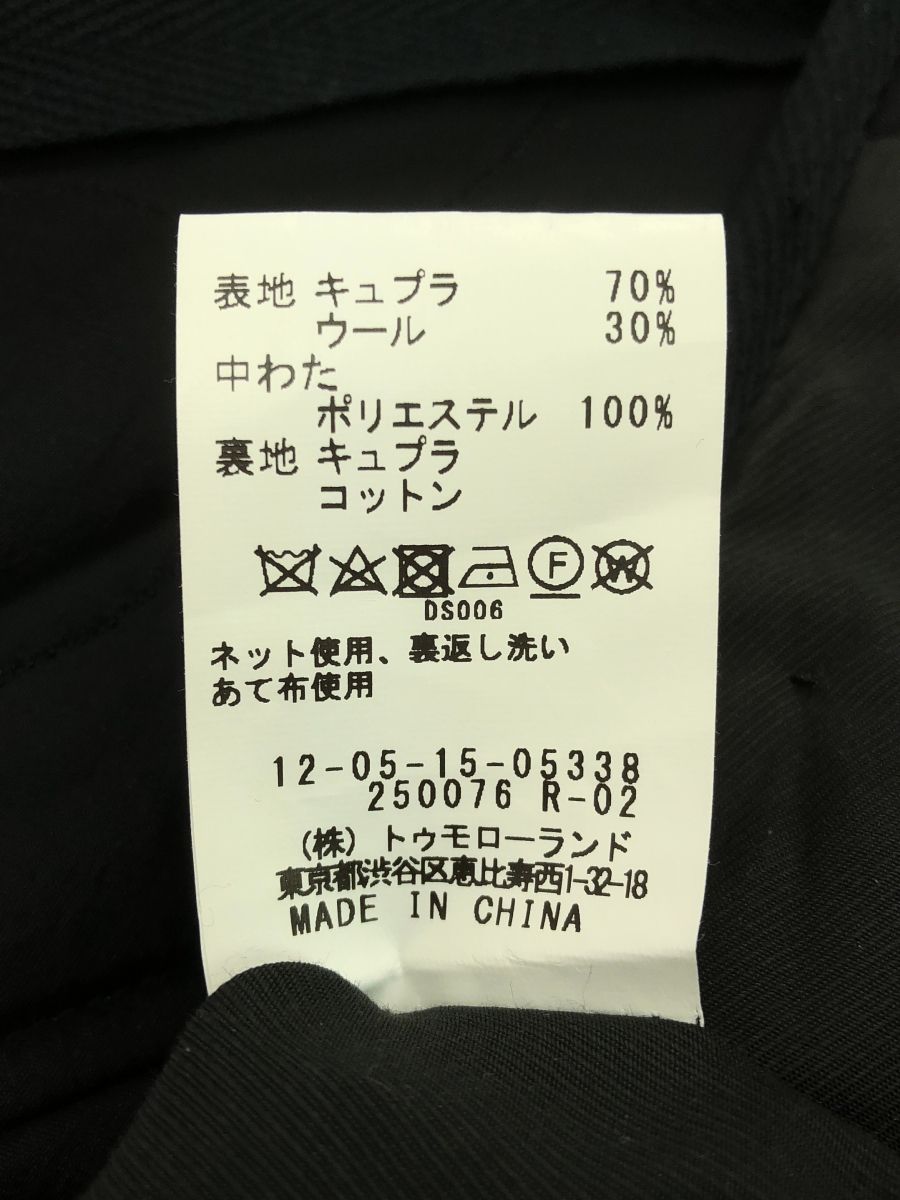 表地 キュプラ 70%
ウール 30%
中わた
ポリエステル 100%
裏地 キュプラ
コットン
F
W
DS006
ネット使用、裏返し洗い
あて布使用
12-05-15-05338
250076 R-02
(株) トゥモローランド
東京都渋谷区恵比寿西1-32-18
MADE IN CHINA